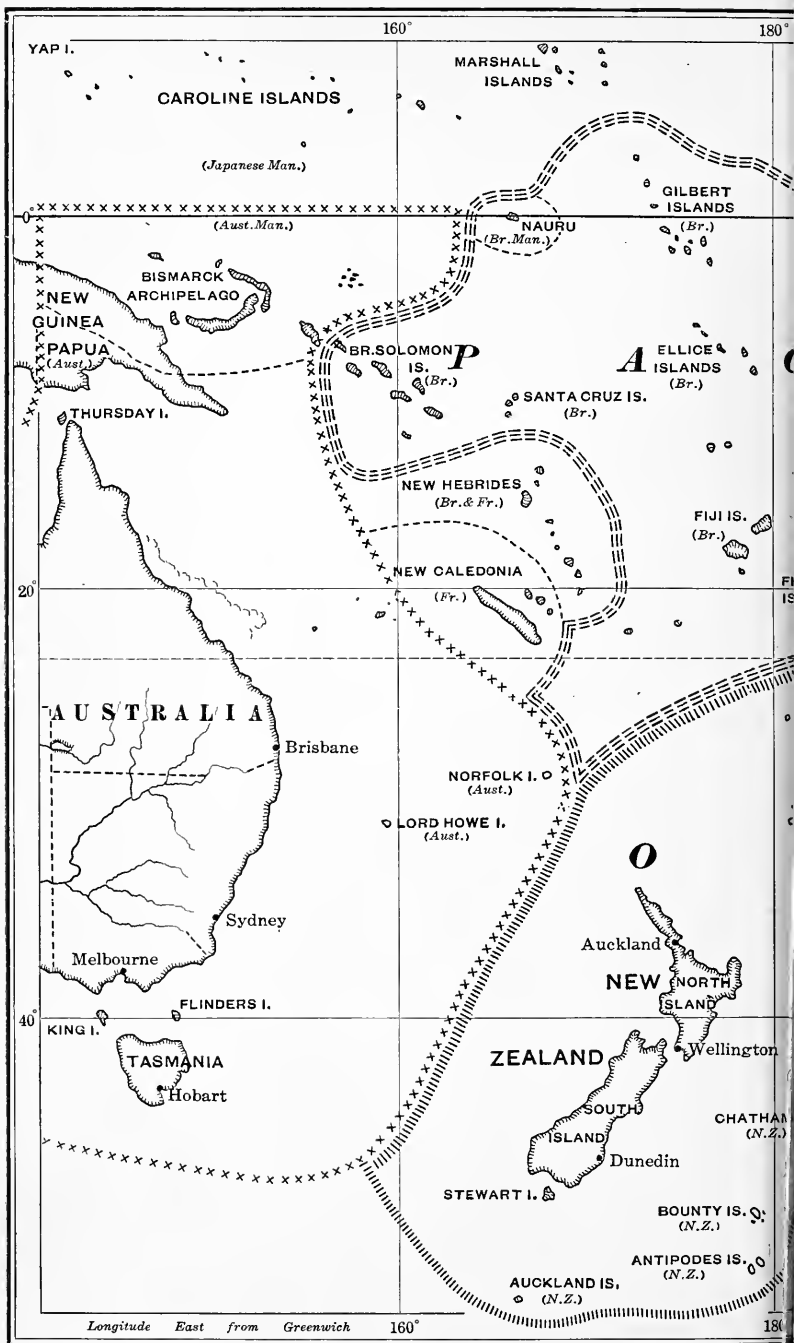 160°
180°
YAP I.
MARSHALL
ISLANDS
CAROLINE ISLANDS
(Japanese Man.)
GILBERT
ISLANDS
(Br.)
0°
(Aust.Man.)
NAURU
(Br.Man.)
BISMARCK
ARCHIPELAGO
NEW
GUINEA
PAPUA
(Aust.)
BR.SOLOMON
IS.
(Br.)
P
A
ELLICE
ISLANDS
(Br.)
THURSDAY I.
SANTA CRUZ IS.
(Br.)
NEW HEBRIDES
(Br.& Fr.)
FIJI IS.
(Br.)
NEW CALEDONIA
(Fr.)
20°
AUSTRALIA
Brisbane
NORFOLK I.
(Aust.)
LORD HOWE I.
(Aust.)
O
Sydney
Auckland
Melbourne
NEW
NORTH
ISLAND
FLINDERS I.
40°
KING I.
TASMANIA
ZEALAND
Wellington
Hobart
SOUTH
ISLAND
CHATHAM
(N.Z.)
Dunedin
STEWART I.
BOUNTY IS.
(N.Z.)
ANTIPODES IS.
(N.Z.)
AUCKLAND IS.
(N.Z.)
Longitude East from Greenwich
160°
180